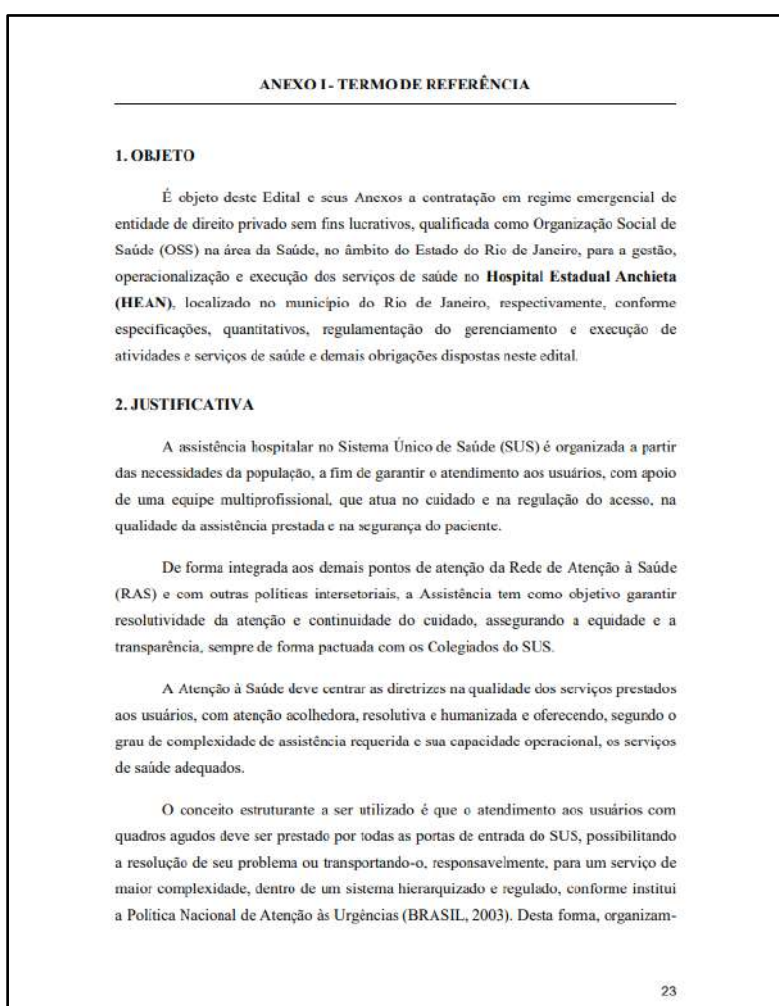 ANEXO I - TERMO DE REFERÊNCIA
1. OBJETO
É objeto deste Edital e seus Anexos a contratação em regime emergencial de
entidade de direito privado sem fins lucrativos, qualificada como Organização Social de
Saúde (OSS) na área da Saúde, no âmbito do Estado do Rio de Janeiro, para a gestão,
operacionalização e execução dos serviços de saúde no Hospital Estadual Anchieta
(HEAN), localizado no município do Rio de Janeiro, respectivamente, conforme
especificações, quantitativos, regulamentação do gerenciamento e execução de
atividades e serviços de saúde e demais obrigações dispostas neste edital.
2. JUSTIFICATIVA
A assistência hospitalar no Sistema Único de Saúde (SUS) é organizada a partir
das necessidades da população, a fim de garantir o atendimento aos usuários, com apoio
de uma equipe multiprofissional, que atua no cuidado e na regulação do acesso, na
qualidade da assistência prestada e na segurança do paciente.
De forma integrada aos demais pontos de atenção da Rede de Atenção à Saúde
(RAS) e com outras políticas intersetoriais, a Assistência tem como objetivo garantir
resolutividade da atenção e continuidade do cuidado, assegurando a equidade e a
transparência, sempre de forma pactuada com os Colegiados do SUS.
A Atenção à Saúde deve centrar as diretrizes na qualidade dos serviços prestados
aos usuários, com atenção acolhedora, resolutiva e humanizada e oferecendo, segundo o
grau de complexidade de assistência requerida e sua capacidade operacional, os serviços
de saúde adequados.
O conceito estruturante a ser utilizado é que o atendimento aos usuários com
quadros agudos deve ser prestado por todas as portas de entrada do SUS, possibilitando
a resolução de seu problema ou transportando-o, responsavelmente, para um serviço de
maior complexidade, dentro de um sistema hierarquizado e regulado, conforme institui
a Política Nacional de Atenção às Urgências (BRASIL, 2003). Desta forma, organizam-
23